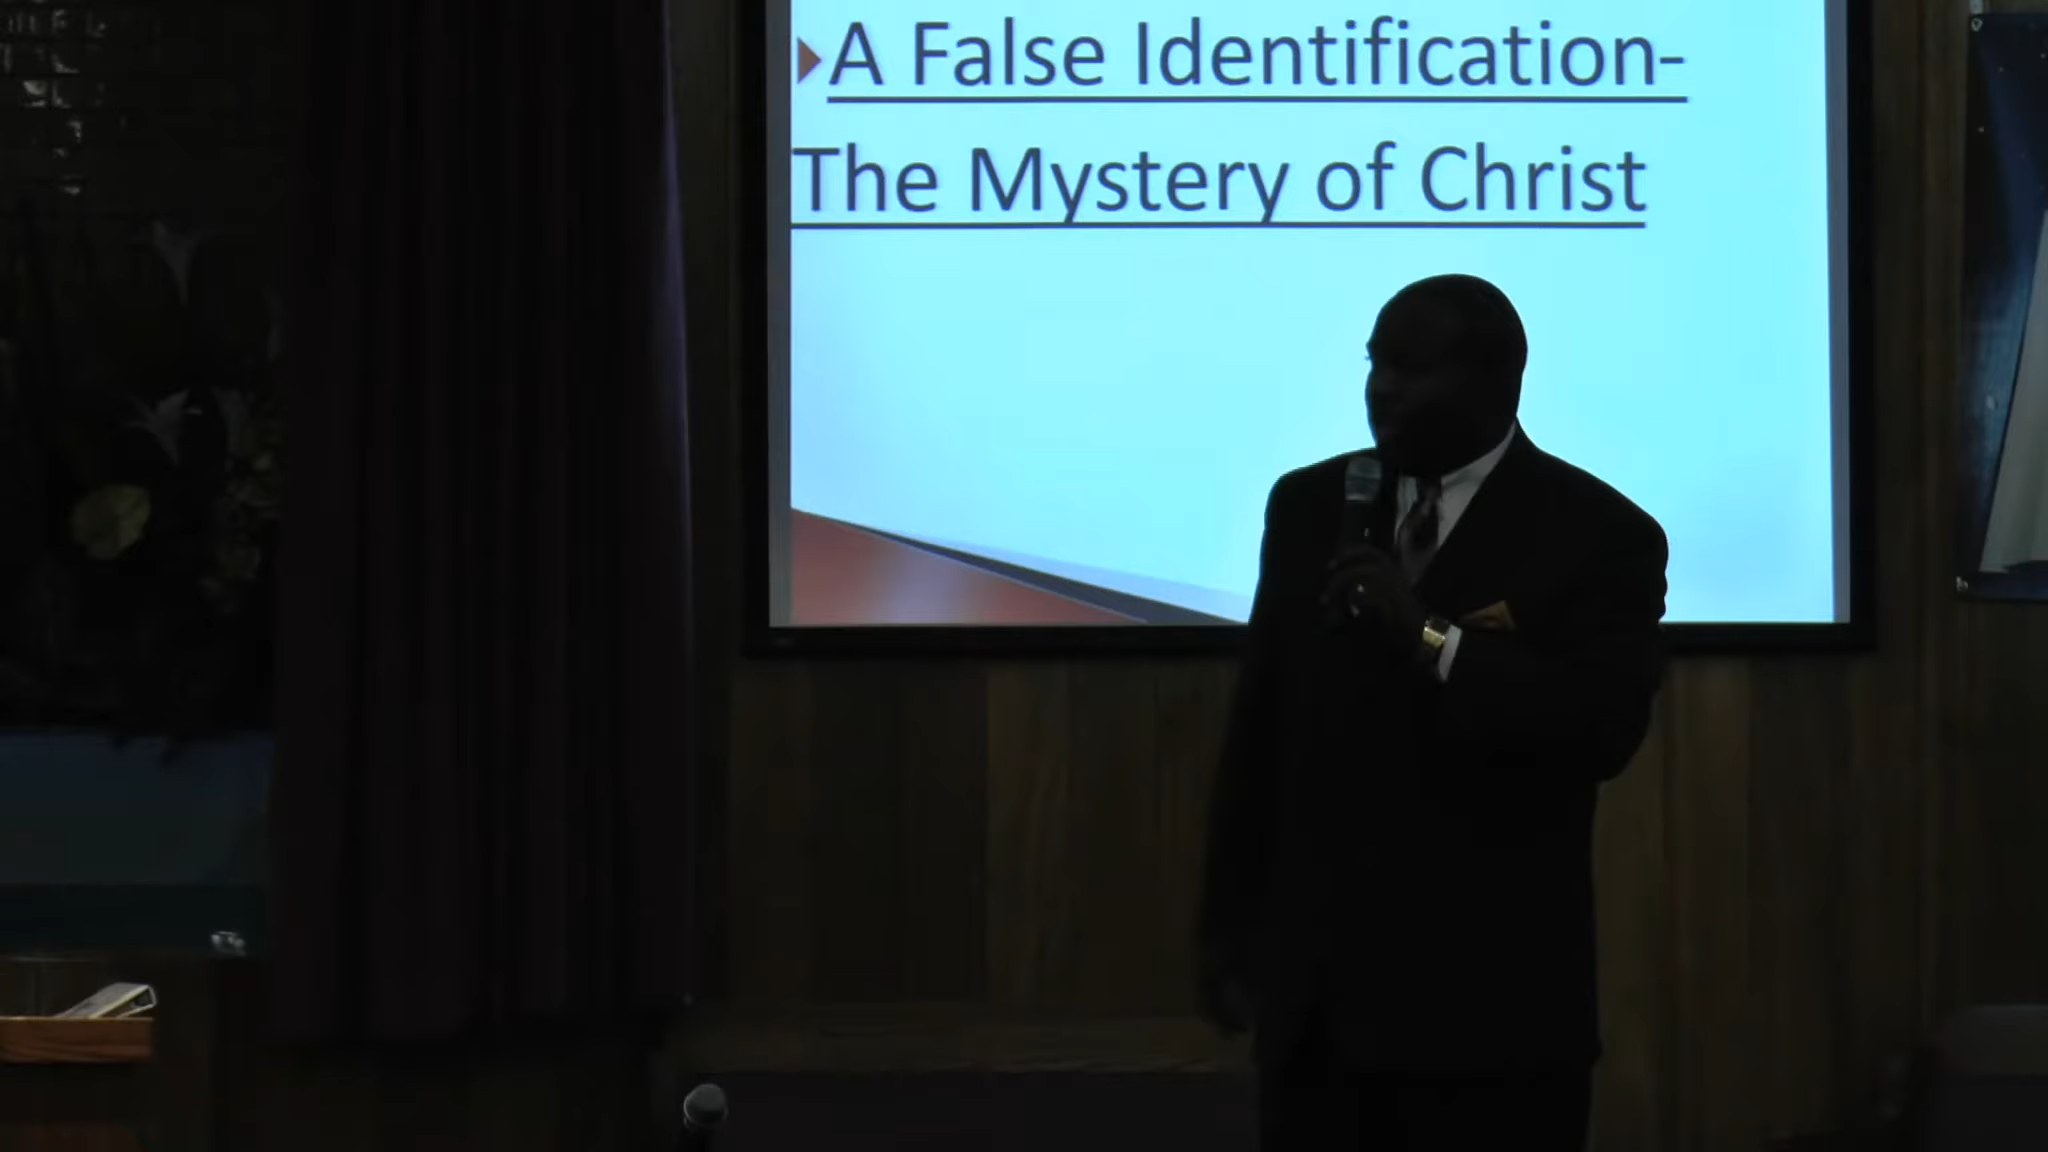 A False Identification-
The Mystery of Christ